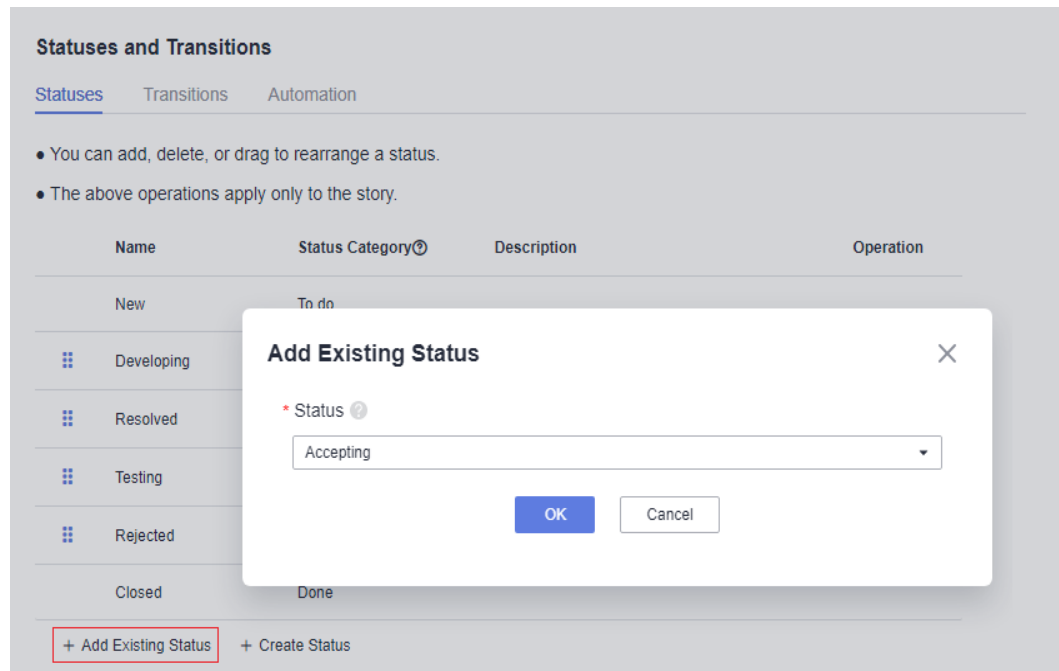 Statuses and Transitions
Statuses Transitions Automation
● You can add, delete, or drag to rearrange a status.
● The above operations apply only to the story.
Name Status Category? Description Operation
New To do
Add Existing Status
Developing
* Status ?
Resolved
Accepting
Testing
OK Cancel
Rejected
Closed Done
+ Add Existing Status + Create Status